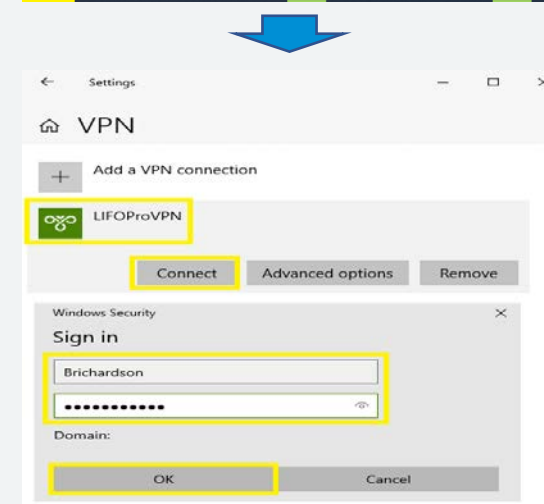 Settings
VPN
Add a VPN connection
LIFOProVPN
Connect Advanced options Remove
Windows Security
Sign in
Brichardson
•••••••••••
Domain:
OK Cancel